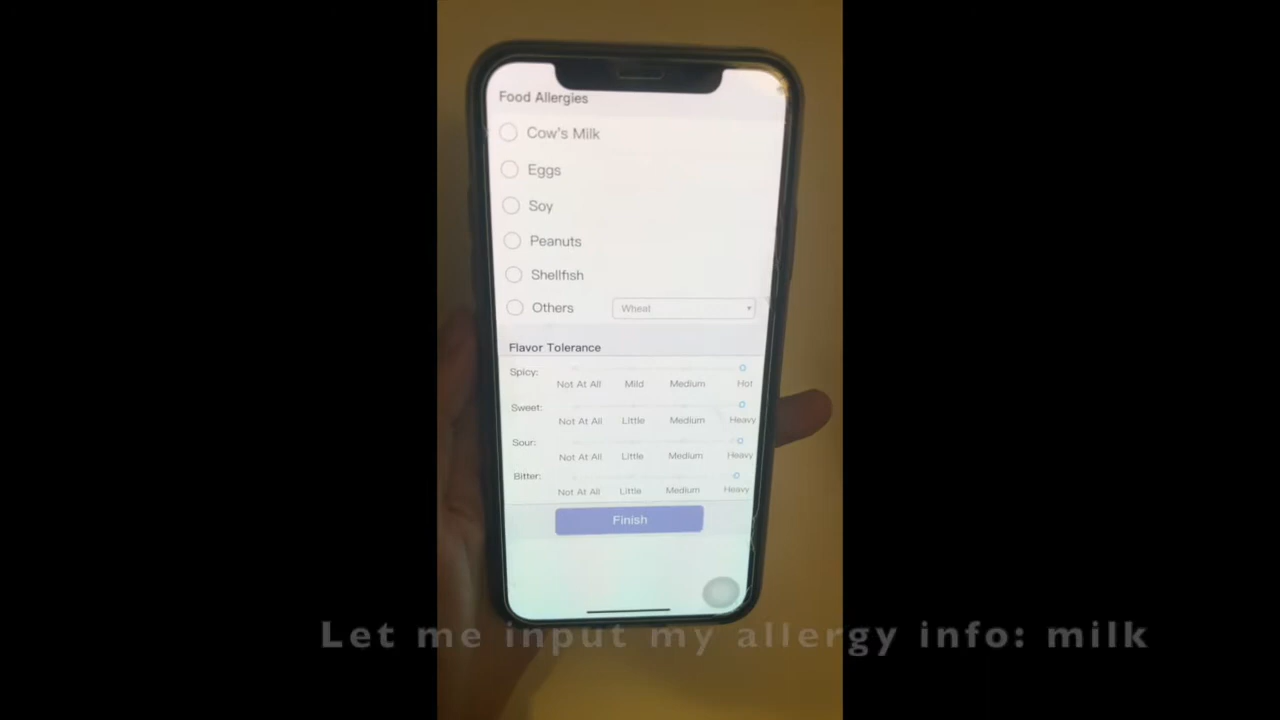 Food Allergies
Cow's Milk
Eggs
Soy
Peanuts
Shellfish
Others Wheat
Flavor Tolerance
Spicy:
Not At All Mild Medium Hot
Sweet:
Not At All Little Medium Heavy
Sour:
Not At All Little Medium Heavy
Bitter:
Not At All Little Medium Heavy
Finish
Let me input my allergy info: milk